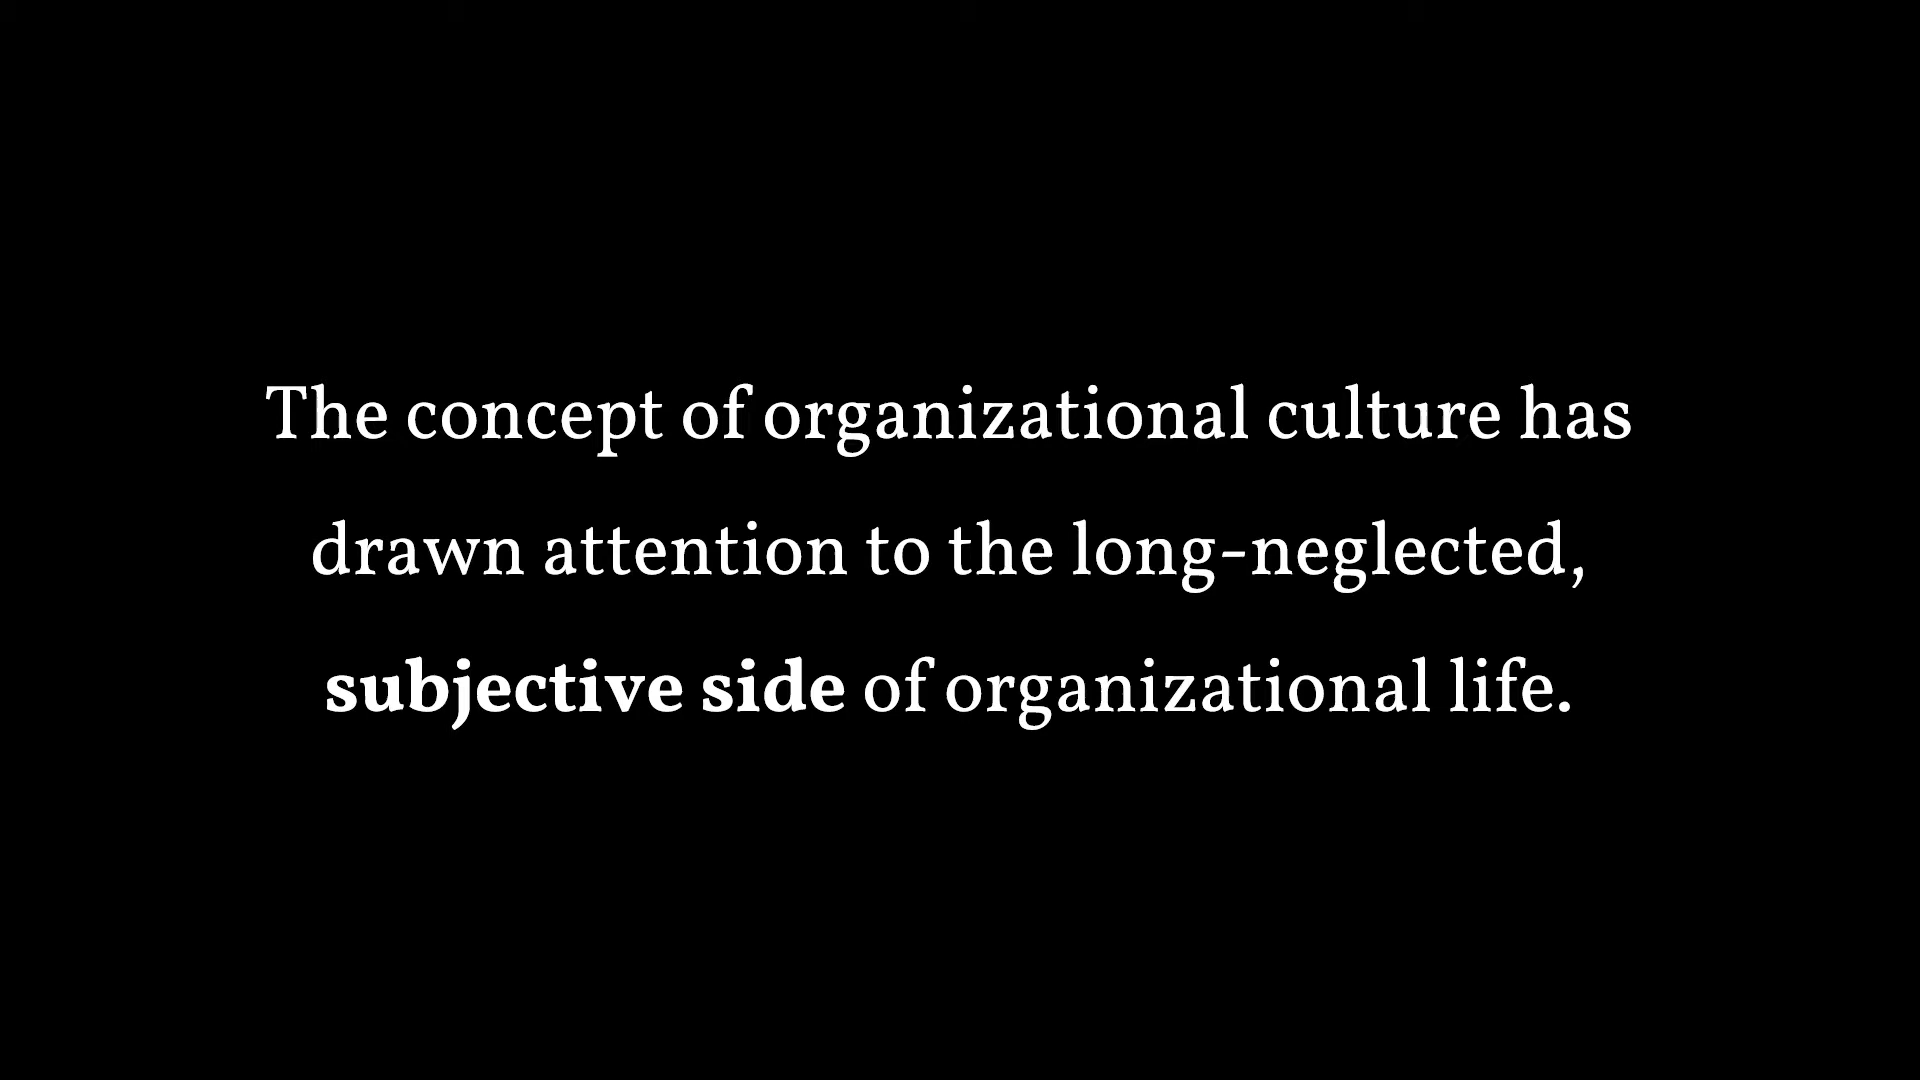 The concept of organizational culture has
drawn attention to the long-neglected,
subjective side of organizational life.